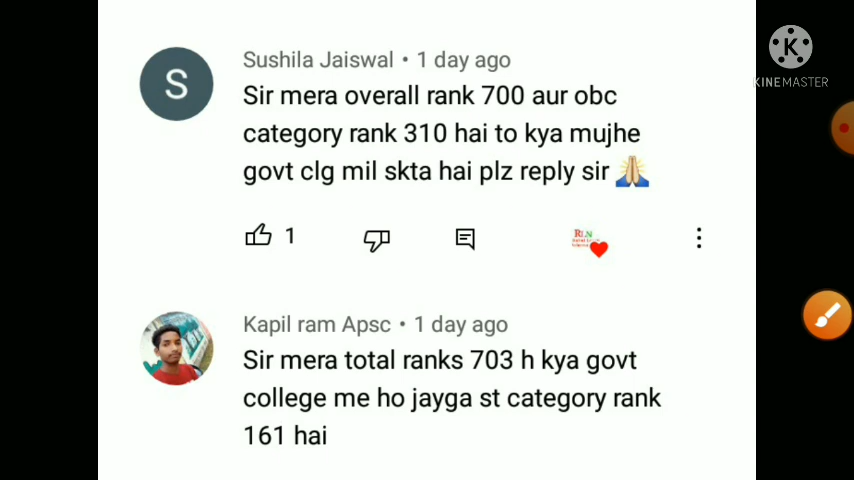 KINEMASTER
S
Sushila Jaiswal • 1 day ago
Sir mera overall rank 700 aur obc
category rank 310 hai to kya mujhe
govt clg mil skta hai plz reply sir 🙏
1
Kapil ram Apsc • 1 day ago
Sir mera total ranks 703 h kya govt
college me ho jayga st category rank
161 hai